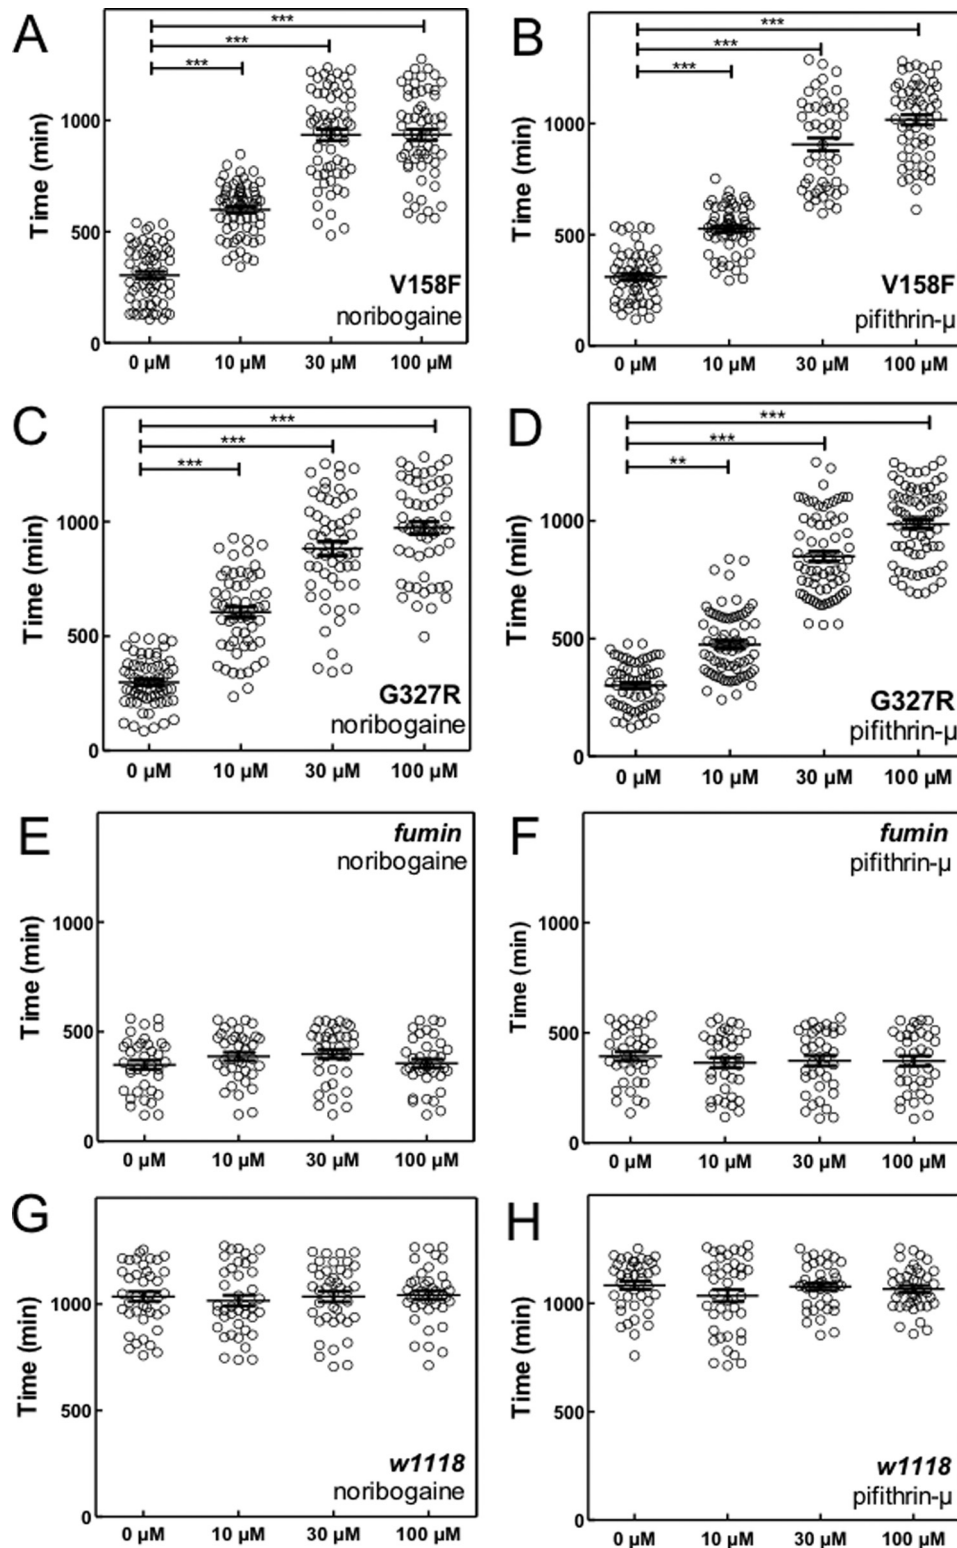 A
***
***
***
Time (min)
1000
500
0
V158F
noribogaine
0 µM 10 µM 30 µM 100 µM
B
***
***
***
Time (min)
1000
500
0
V158F
pifithrin-µ
0 µM 10 µM 30 µM 100 µM
C
***
***
***
Time (min)
1000
500
0
G327R
noribogaine
0 µM 10 µM 30 µM 100 µM
D
***
***
**
Time (min)
1000
500
0
G327R
pifithrin-µ
0 µM 10 µM 30 µM 100 µM
E
fumin
noribogaine
Time (min)
1000
500
0
0 µM 10 µM 30 µM 100 µM
F
fumin
pifithrin-µ
Time (min)
1000
500
0
0 µM 10 µM 30 µM 100 µM
G
Time (min)
1000
500
0
w1118
noribogaine
0 µM 10 µM 30 µM 100 µM
H
Time (min)
1000
500
0
w1118
pifithrin-µ
0 µM 10 µM 30 µM 100 µM